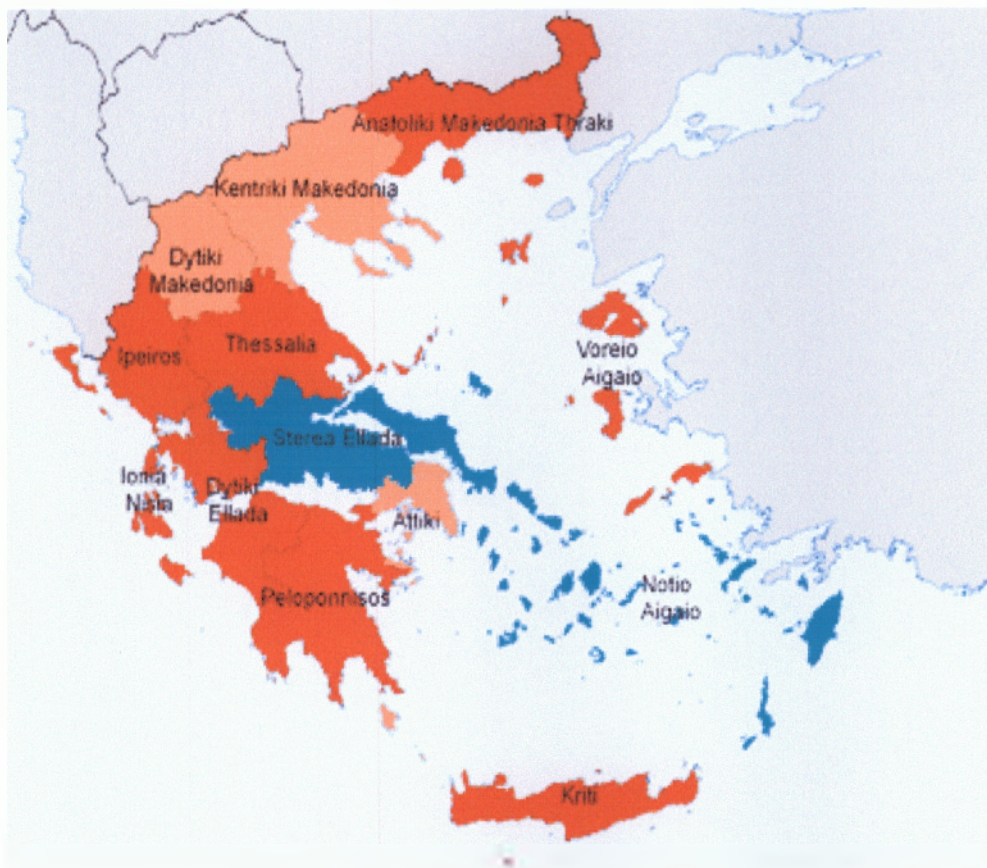 Anatoliki Makedonia Thraki
Kentriki Makedonia
Dytiki
Makedonia
Ipeiros
Thessalia
Voreio
Aigaio
Sterea Ellada
Ionia
Nisia
Dytiki
Ellada
Attiki
Peloponnisos
Notio
Aigaio
Kriti